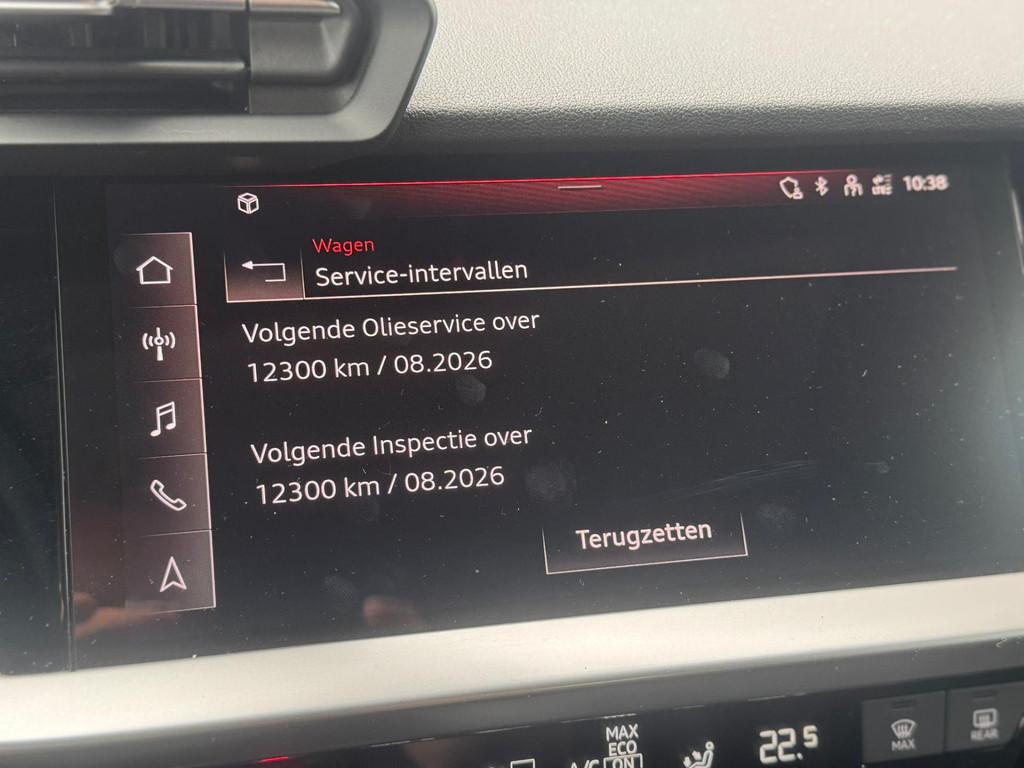 10:38
Wagen
Service-intervallen
Volgende Olieservice over
12300 km / 08.2026
Volgende Inspectie over
12300 km / 08.2026
Terugzetten
MAX
ECO
ON
A/C
22.5
MAX
REAR